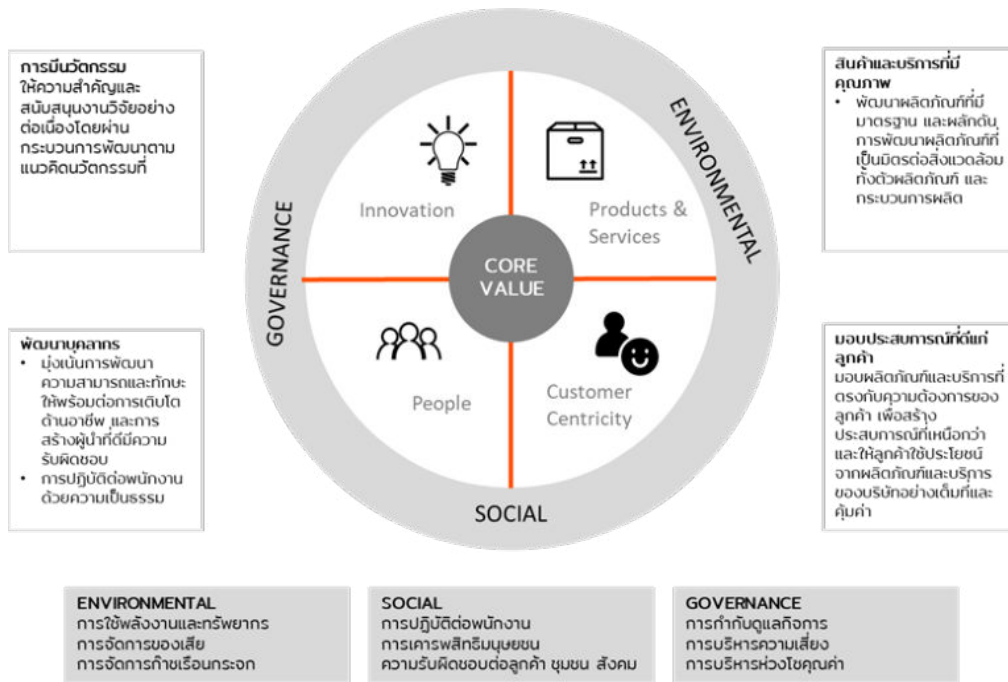 การมีนวัตกรรม
ให้ความสำคัญและ
สนับสนุนงานวิจัยอย่าง
ต่อเนื่องโดยผ่าน
กระบวนการพัฒนาตาม
แนวคิดนวัตกรรมที่
สินค้าและบริการที่มี
คุณภาพ
• พัฒนาผลิตภัณฑ์ที่มี
มาตรฐาน และผลักดัน
การพัฒนาผลิตภัณฑ์ที่
เป็นมิตรต่อสิ่งแวดล้อม
ทั้งตัวผลิตภัณฑ์ และ
กระบวนการผลิต
GOVERNANCE
ENVIRONMENTAL
SOCIAL
Innovation
Products &
Services
CORE
VALUE
People
Customer
Centricity
พัฒนาบุคลากร
• มุ่งเน้นการพัฒนา
ความสามารถและทักษะ
ให้พร้อมต่อการเติบโต
ด้านอาชีพ และการ
สร้างผู้นำที่ดีมีความ
รับผิดชอบ
• การปฏิบัติต่อพนักงาน
ด้วยความเป็นธรรม
มอบประสบการณ์ที่ดีแก่
ลูกค้า
มอบผลิตภัณฑ์และบริการที่
ตรงกับความต้องการของ
ลูกค้า เพื่อสร้าง
ประสบการณ์ที่เหนือกว่า
และให้ลูกค้าใช้ประโยชน์
จากผลิตภัณฑ์และบริการ
ของบริษัทอย่างเต็มที่และ
คุ้มค่า
ENVIRONMENTAL
การใช้พลังงานและทรัพยากร
การจัดการของเสีย
การจัดการก๊าซเรือนกระจก
SOCIAL
การปฏิบัติต่อพนักงาน
การเคารพสิทธิมนุษยชน
ความรับผิดชอบต่อลูกค้า ชุมชน สังคม
GOVERNANCE
การกำกับดูแลกิจการ
การบริหารความเสี่ยง
การบริหารห่วงโซ่คุณค่า